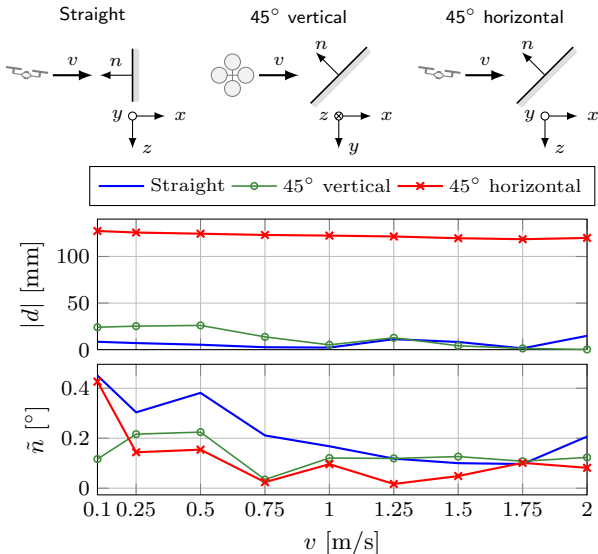 Straight 45° vertical 45° horizontal
v n v n v n
y x z x y x
z y z
Straight 45° vertical 45° horizontal
100
50
0
|d| [mm]
0.4
0.2
0
ñ [°]
0.1 0.25 0.5 0.75 1 1.25 1.5 1.75 2
v [m/s]